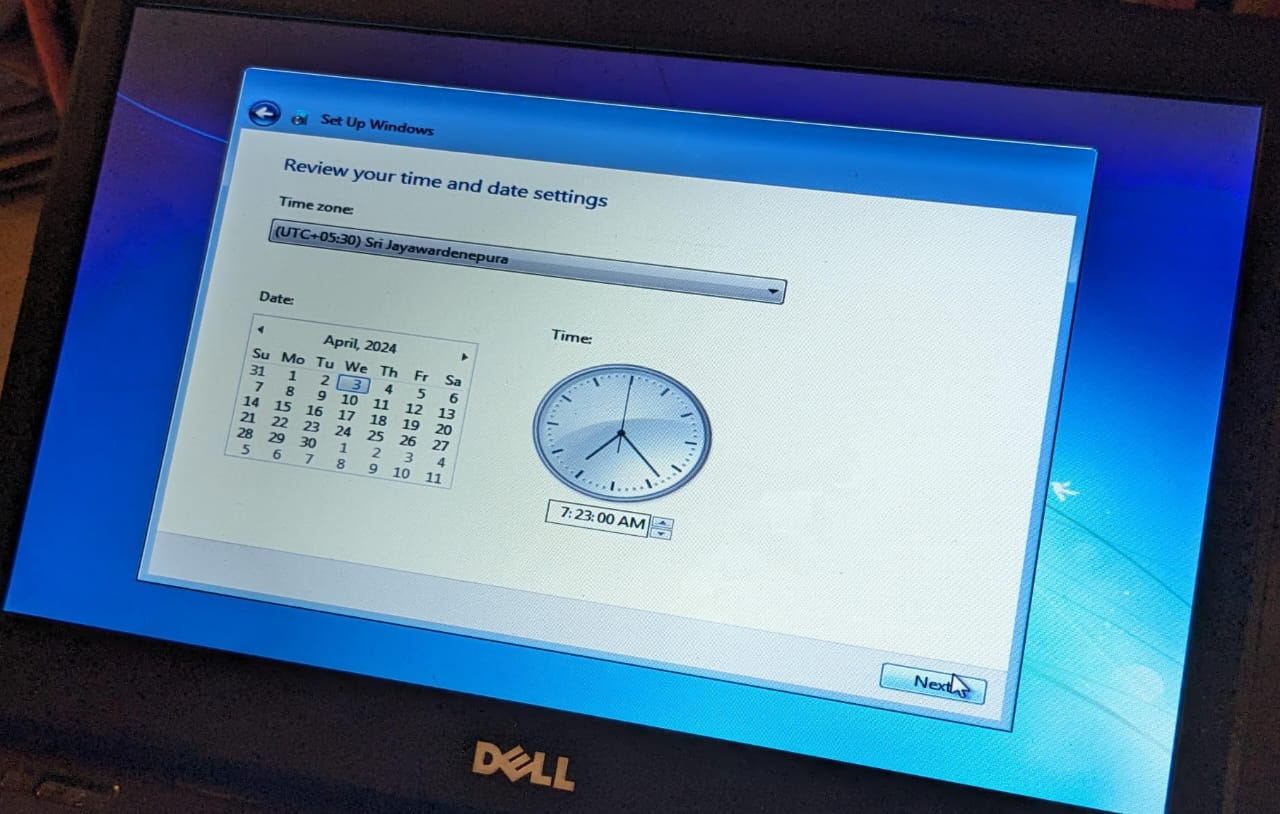 Set Up Windows
Review your time and date settings
Time zone:
(UTC+05:30) Sri Jayawardenepura
Date:
April, 2024
Su Mo Tu We Th Fr Sa
31 1 2 3 4 5 6
7 8 9 10 11 12 13
14 15 16 17 18 19 20
21 22 23 24 25 26 27
28 29 30 1 2 3 4
5 6 7 8 9 10 11
Time:
7:23:00 AM
Next
DELL